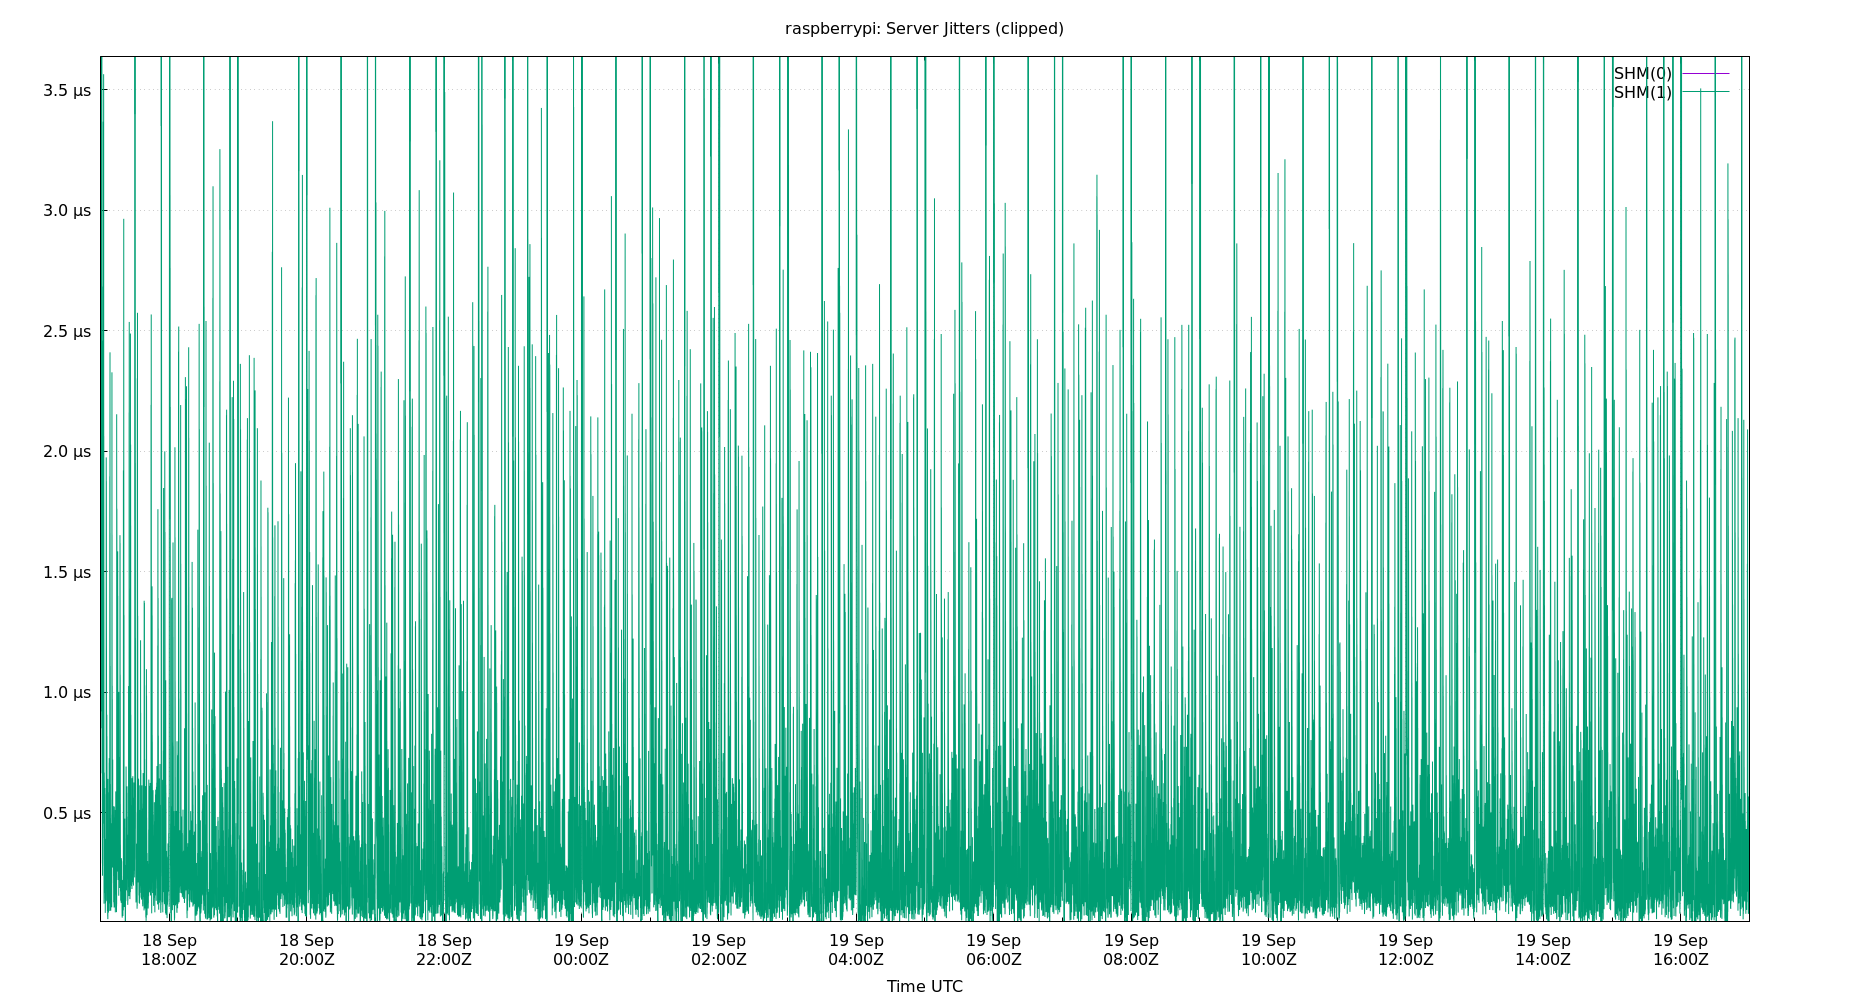 raspberrypi: Server Jitters (clipped)
SHM(0)
SHM(1)
3.5 µs
3.0 µs
2.5 µs
2.0 µs
1.5 µs
1.0 µs
0.5 µs
18 Sep 18 Sep 18 Sep 19 Sep 19 Sep 19 Sep 19 Sep 19 Sep 19 Sep 19 Sep 19 Sep 19 Sep
18:00Z 20:00Z 22:00Z 00:00Z 02:00Z 04:00Z 06:00Z 08:00Z 10:00Z 12:00Z 14:00Z 16:00Z
Time UTC